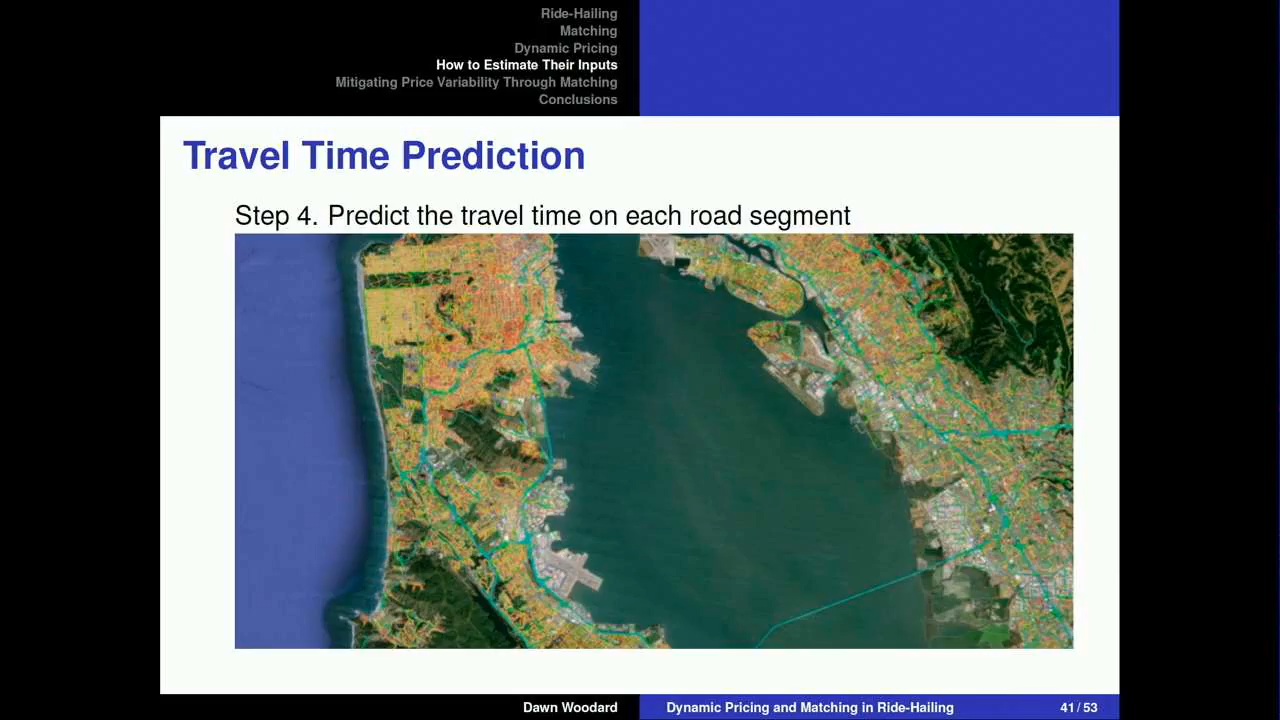 Ride-Hailing
Matching
Dynamic Pricing
How to Estimate Their Inputs
Mitigating Price Variability Through Matching
Conclusions
Travel Time Prediction
Step 4. Predict the travel time on each road segment
Dawn Woodard
Dynamic Pricing and Matching in Ride-Hailing
41 / 53